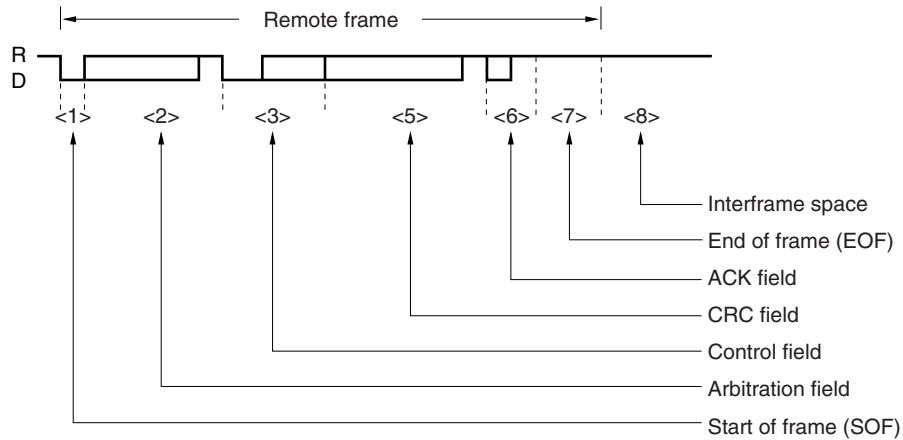 Remote frame
R
D
<1> <2> <3> <5> <6> <7> <8>
Interframe space
End of frame (EOF)
ACK field
CRC field
Control field
Arbitration field
Start of frame (SOF)